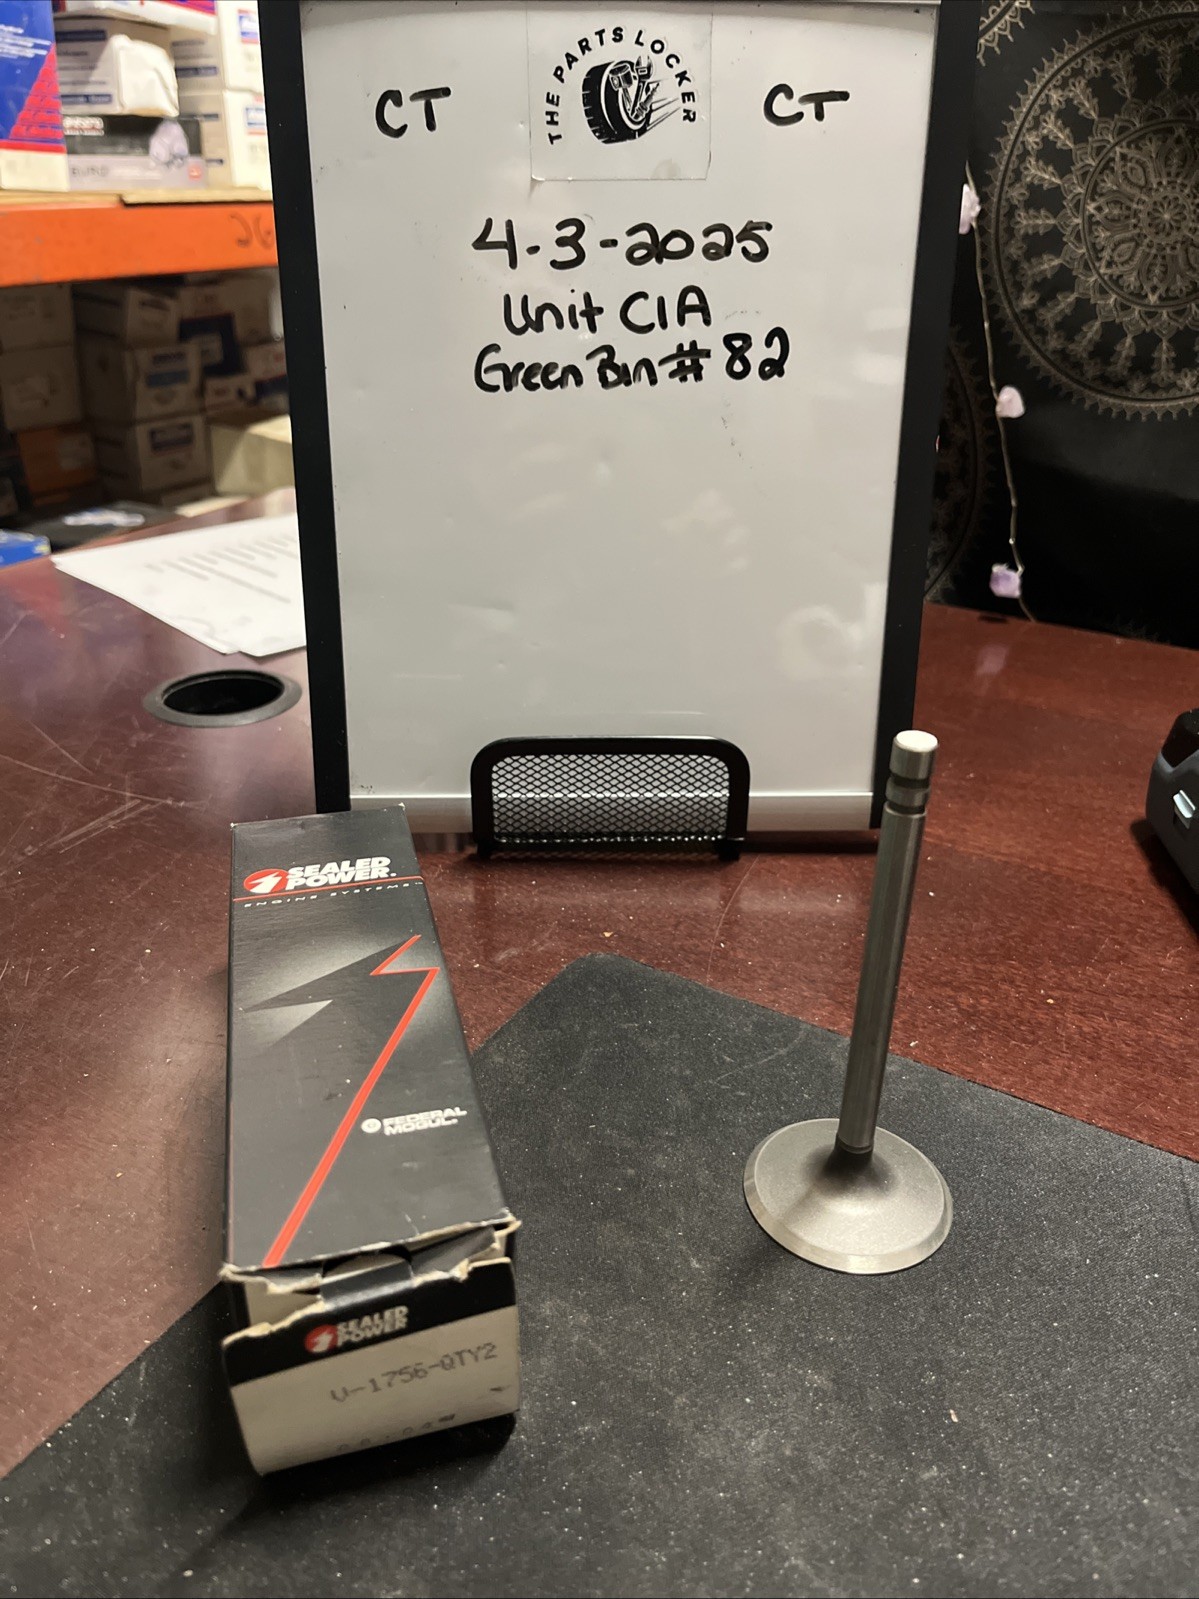 THE PARTS LOCKER
CT
CT
4-3-2025
Unit C1A
Green Bin # 82
SEALED
POWER.
ENGINE SYSTEMS™
FEDERAL
MOGUL.
SEALED
POWER
V-1756-QTY2